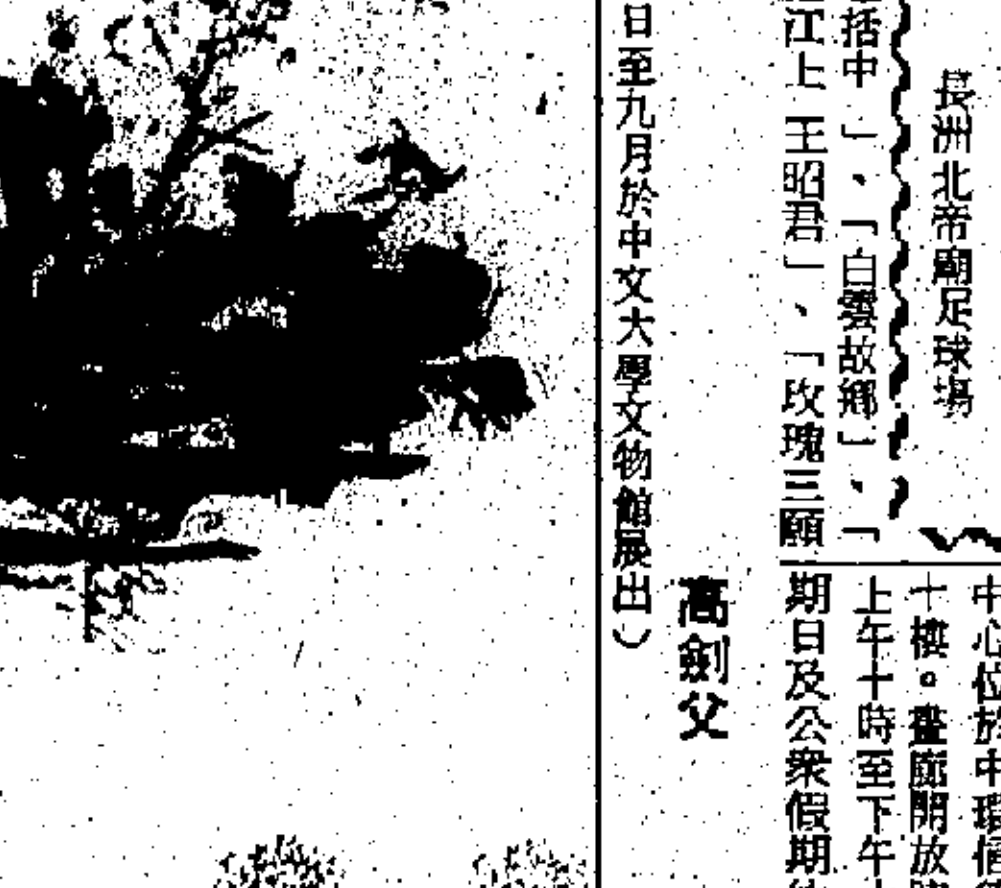 長洲北帝廟足球場
括中」、「白雲故鄉」、「
江上 王昭君」、「玫瑰三願
中心位於中環
十樓。畫廊開放
上午十時至下午
期日及公衆假期
高劍父
日至九月於中文大學文物館展出）